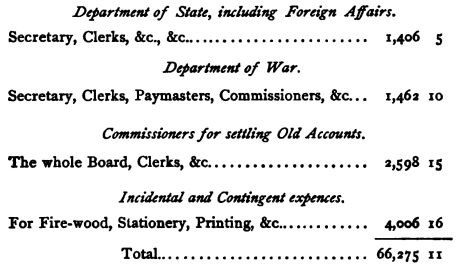 Department of State, including Foreign Affairs.
Secretary, Clerks, &c., &c........................ 1,406 5
Department of War.
Secretary, Clerks, Paymasters, Commissioners, &c... 1,462 10
Commissioners for settling Old Accounts.
The whole Board, Clerks, &c..................... 2,598 15
Incidental and Contingent expences.
For Fire-wood, Stationery, Printing, &c............. 4,006 16
Total............................ 66,275 11